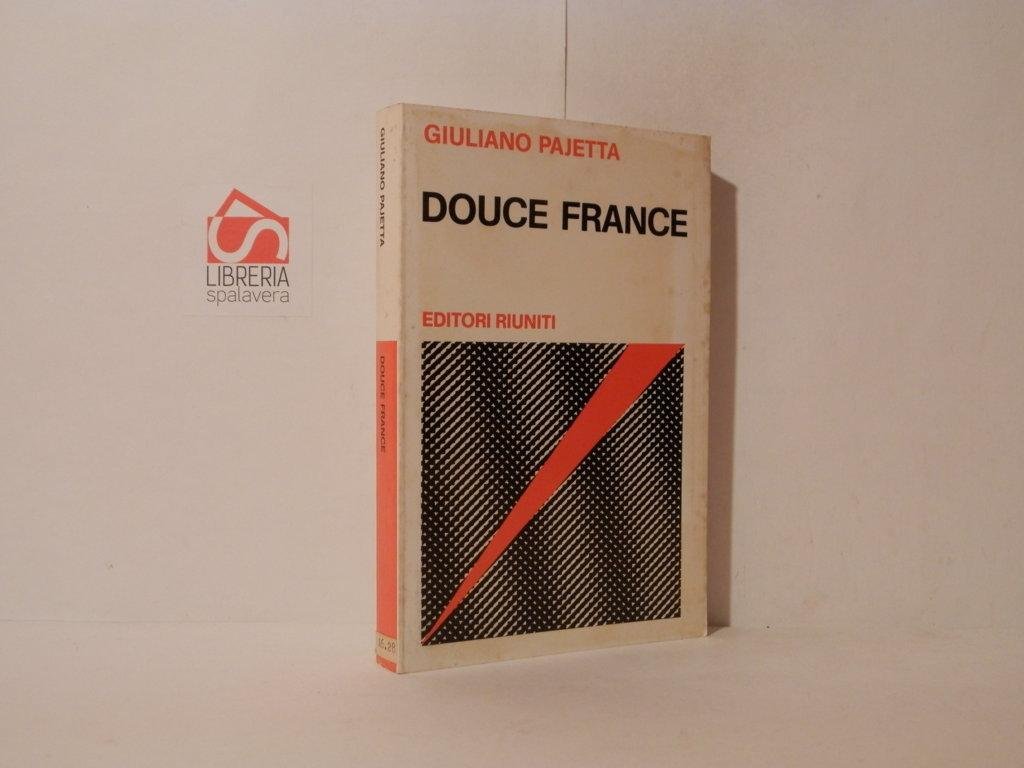 GIULIANO PAJETTA
DOUCE FRANCE
EDITORI RIUNITI
GIULIANO PAJETTA
DOUCE FRANCE
LIBRERIA
spalavera